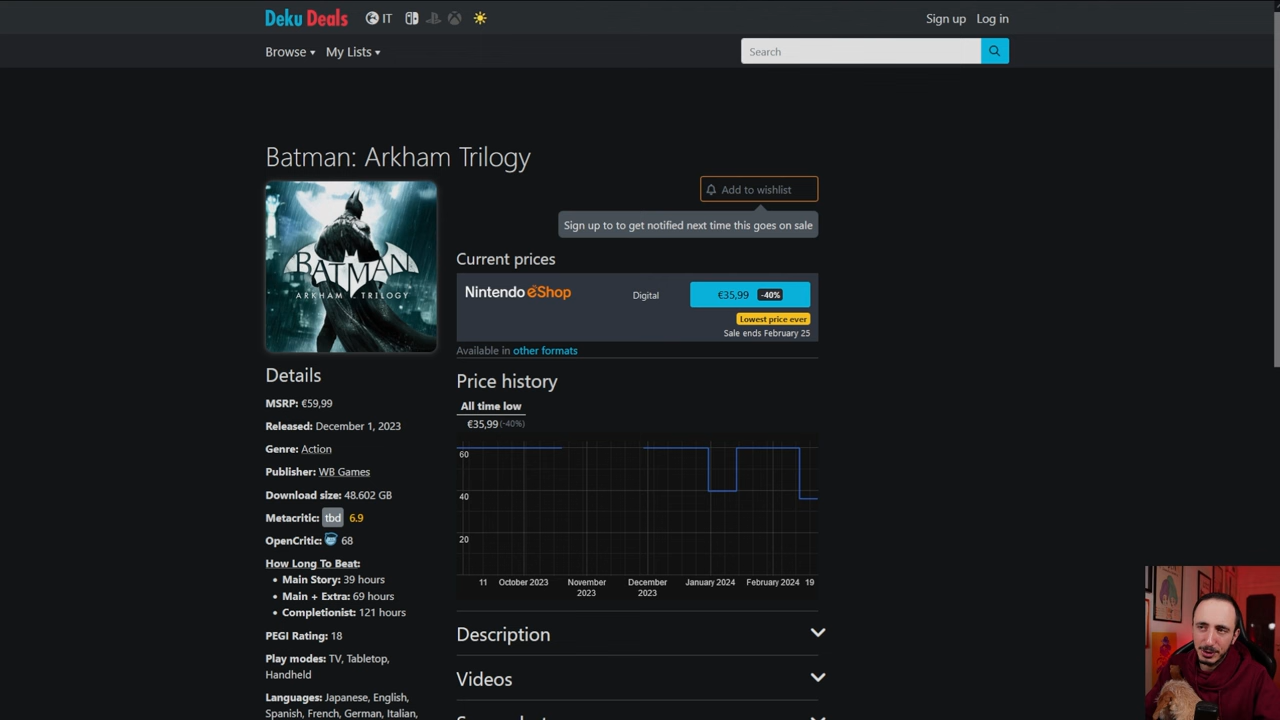 Deku Deals IT Sign up Log in
Browse My Lists Search
Batman: Arkham Trilogy
Add to wishlist
Sign up to to get notified next time this goes on sale
BATMAN
ARKHAM TRILOGY
Current prices
Nintendo eShop Digital €35,99 -40%
Lowest price ever
Sale ends February 25
Available in other formats
Price history
All time low
€35,99 (-40%)
60
40
20
11 October 2023 November 2023 December 2023 January 2024 February 2024 19
Details
MSRP: €59,99
Released: December 1, 2023
Genre: Action
Publisher: WB Games
Download size: 48.602 GB
Metacritic: tbd 6.9
OpenCritic: 68
How Long To Beat:
• Main Story: 39 hours
• Main + Extra: 69 hours
• Completionist: 121 hours
PEGI Rating: 18
Play modes: TV, Tabletop,
Handheld
Languages: Japanese, English,
Spanish, French, German, Italian,
Description
Videos